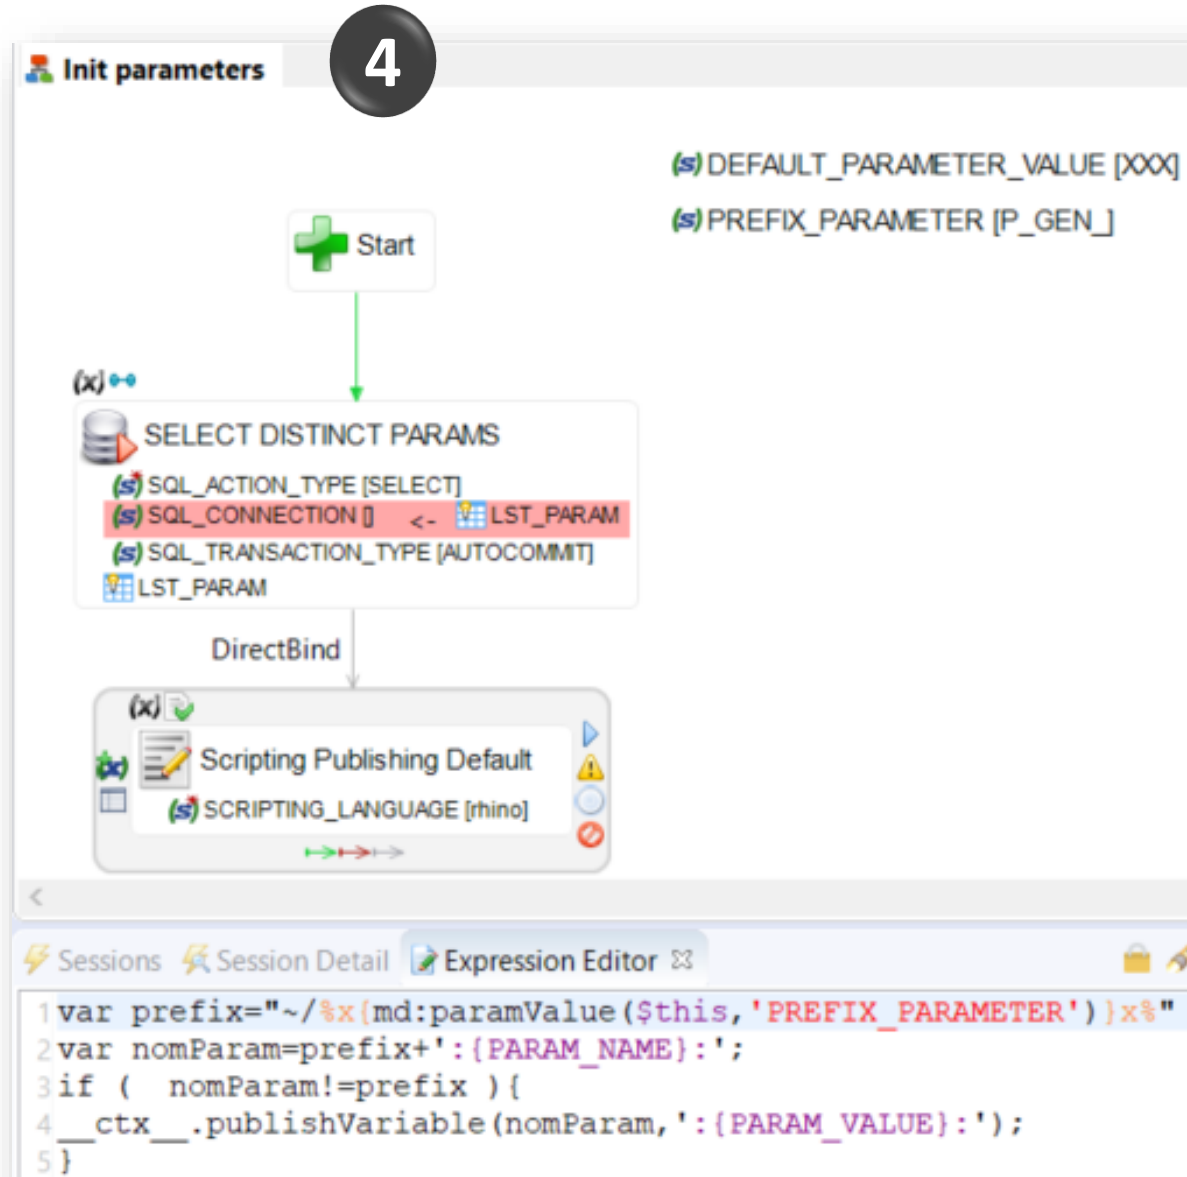 4
Init parameters
(s) DEFAULT_PARAMETER_VALUE [XXX]
(s) PREFIX_PARAMETER [P_GEN_]
Start
(x)
SELECT DISTINCT PARAMS
(s) SQL_ACTION_TYPE [SELECT]
(s) SQL_CONNECTION [] <- LST_PARAM
(s) SQL_TRANSACTION_TYPE [AUTOCOMMIT]
LST_PARAM
DirectBind
(x)
Scripting Publishing Default
(x)
(s) SCRIPTING_LANGUAGE [rhino]
Sessions Session Detail Expression Editor
1 var prefix="~/%x{md:paramValue($this,'PREFIX_PARAMETER')}x%"
2 var nomParam=prefix+':{PARAM_NAME}:';
3 if (  nomParam!=prefix ){
4 __ctx__.publishVariable(nomParam,':{PARAM_VALUE}:');
5 }